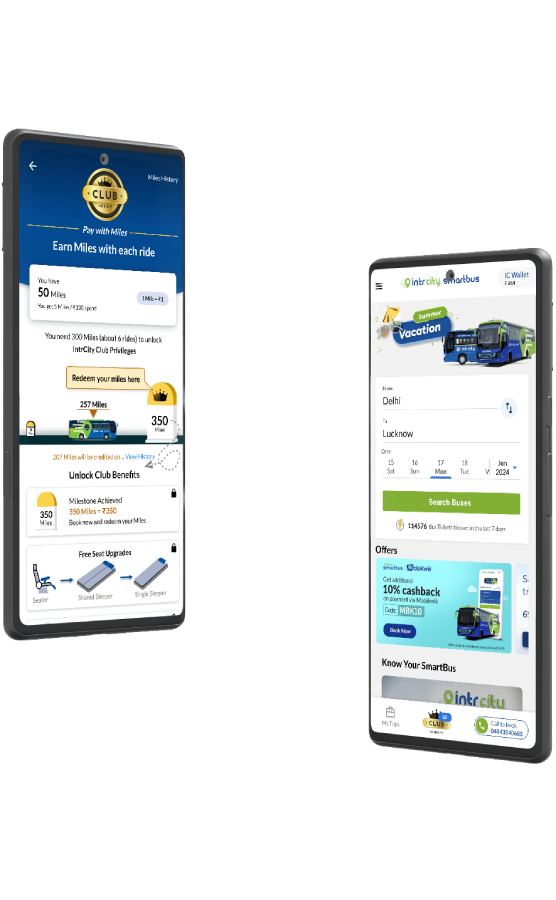 Miles History
CLUB
Pay with Miles
Earn Miles with each ride
You have
50 Miles
1 Mile = ₹1
You get 5 Miles / ₹100 spent
You need 300 Miles (about 6 rides) to unlock
IntrCity Club Privileges
Redeem your miles here
257 Miles
350
Miles
207 Miles will be credited on .. View History
Unlock Club Benefits
Milestone Achieved
350 Miles = ₹350
Book now and redeem your Miles
350
Miles
Free Seat Upgrades
Seater
Shared Sleeper
Single Sleeper
intrcity smartbus
IC Wallet
Summer
Vacation
From
Delhi
To
Lucknow
Date
15 16 17 18 V Jun
Sat Sun Mon Tue 2024
Search Buses
114576 Bus Tickets booked in the last 7 days
Offers
smartbus MobiKwik
Get additional
10% cashback
on payment via Mobikwik
Code: MBK10
Book Now
Know Your SmartBus
intrcity
My Trips
CLUB
Call to book
04843540685